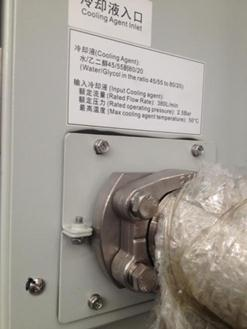 冷却液入口
Cooling Agent Inlet
冷却液(Cooling Agent):
水/乙二醇45/55到80/20
(Water/Glycol in the ratio 45/55 to 80/20)
输入冷却液 (Input Cooling agent):
额定流量 (Rated Flow Rate): 380L/min
额定压力 (Rated operating pressure): 2.5Bar
最高温度 (Max cooling agent temperature): 50°C